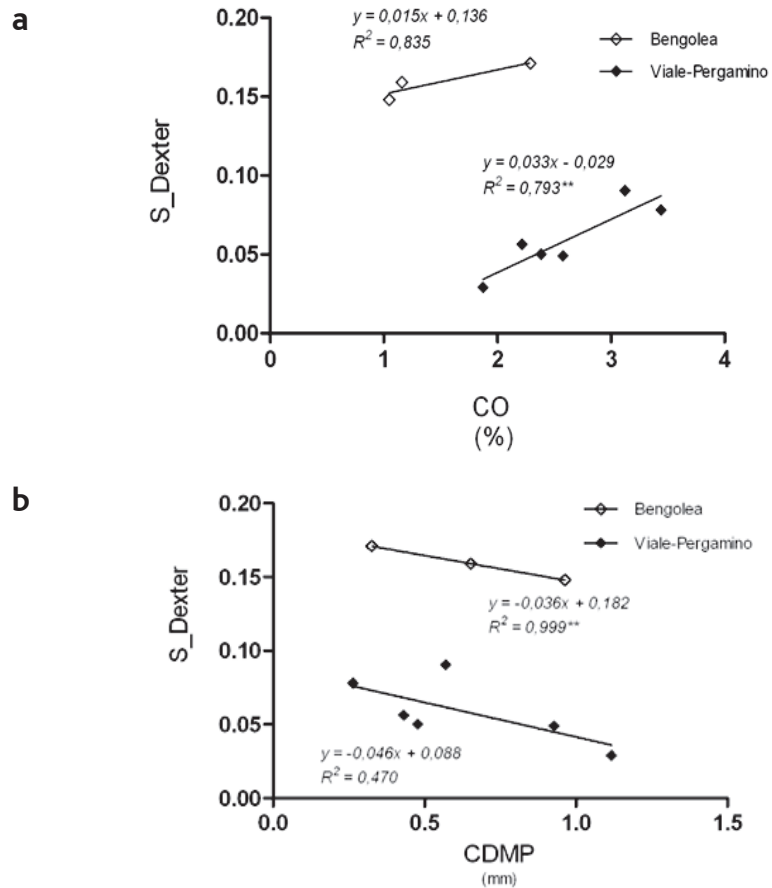 a
y = 0,015x + 0,136
R² = 0,835
Bengolea
Viale-Pergamino
y = 0,033x - 0,029
R² = 0,793**
S_Dexter
0.20
0.15
0.10
0.05
0.00
0 1 2 3 4
CO
(%)
b
Bengolea
Viale-Pergamino
y = -0,036x + 0,182
R² = 0,999**
y = -0,046x + 0,088
R² = 0,470
S_Dexter
0.20
0.15
0.10
0.05
0.00
0.0 0.5 1.0 1.5
CDMP
(mm)